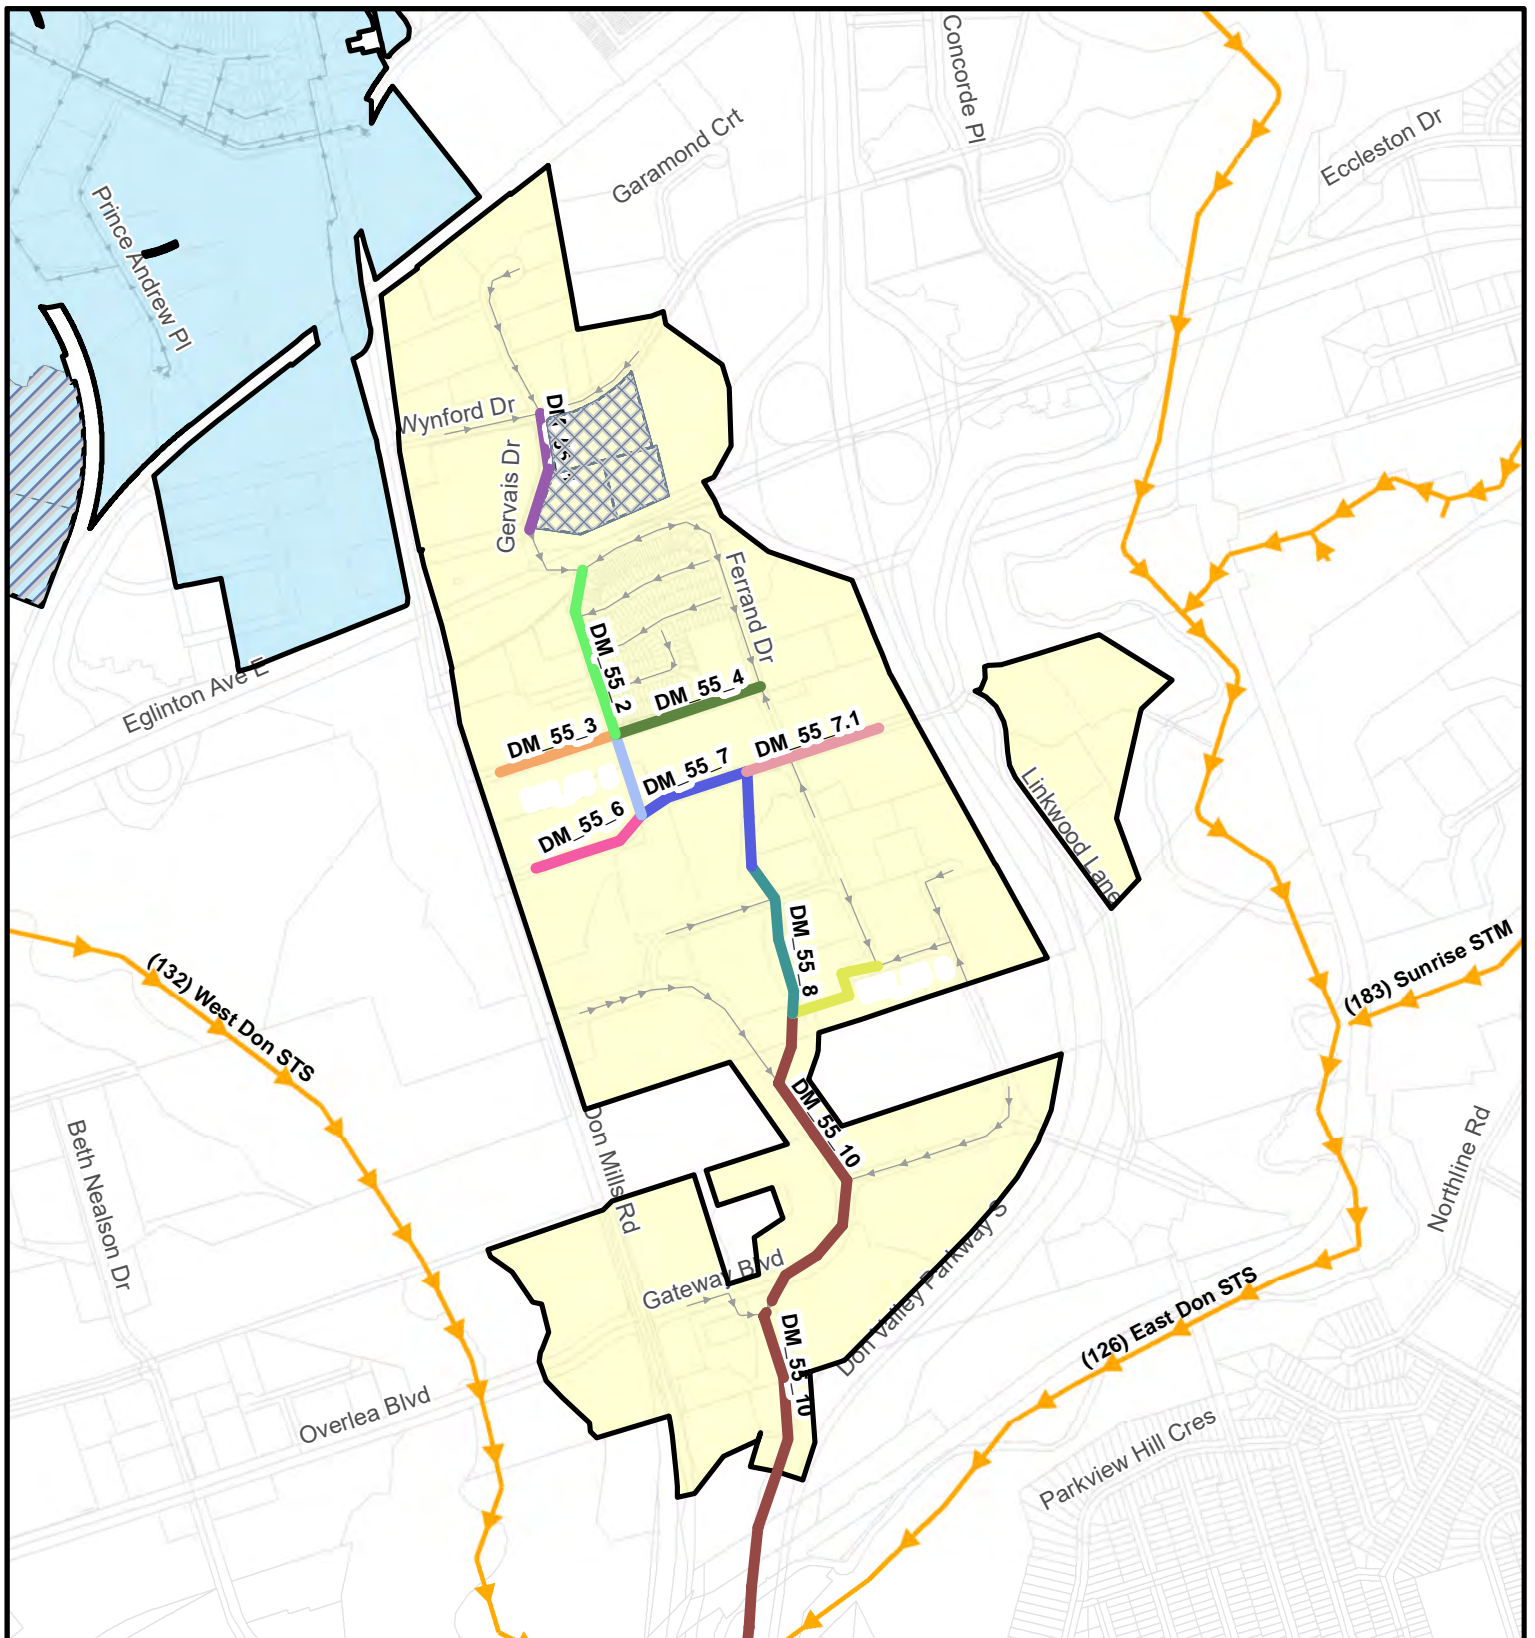 Concorde Pl
Garamond Crt
Eccleston Dr
Prince Andrew Pl
Wynford Dr
Gervais Dr
Ferrand Dr
DM_55_2
DM_55_4
Eglinton Ave E
DM_55_3
DM_55_7
DM_55_7.1
DM_55_6
Linkwood Lane
DM_55_8
(132) West Don STS
(183) Sunrise STM
DM_55_10
Beth Nealson Dr
Don Mills Rd
Northline Rd
Gateway Blvd
Don Valley Parkway S
(126) East Don STS
DM_55_10
Overlea Blvd
Parkview Hill Cres